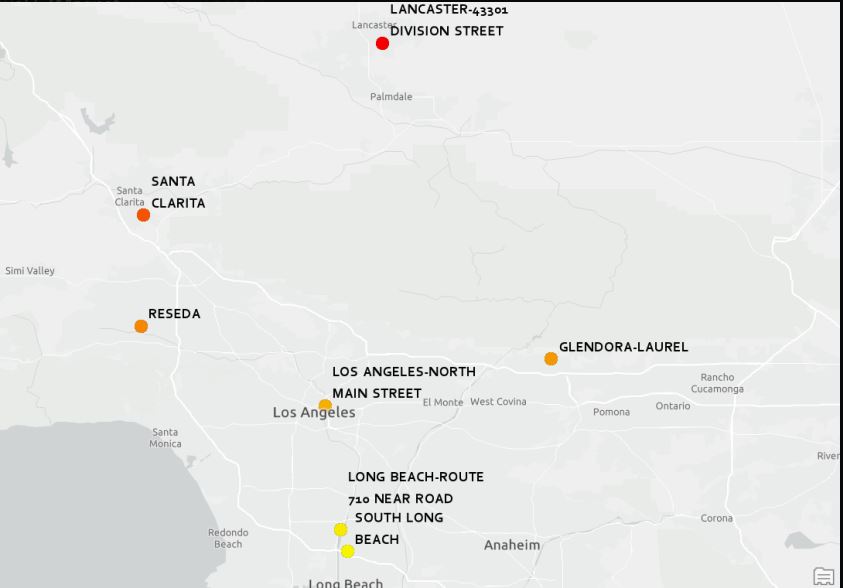 LANCASTER-43301
Lancaster
DIVISION STREET
Palmdale
SANTA
Santa
Clarita
CLARITA
Simi Valley
RESEDA
GLENDORA-LAUREL
LOS ANGELES-NORTH
MAIN STREET
Los Angeles
El Monte
West Covina
Rancho
Cucamonga
Pomona
Ontario
Santa
Monica
River
LONG BEACH-ROUTE
710 NEAR ROAD
SOUTH LONG
BEACH
Redondo
Beach
Anaheim
Corona
Long Beach